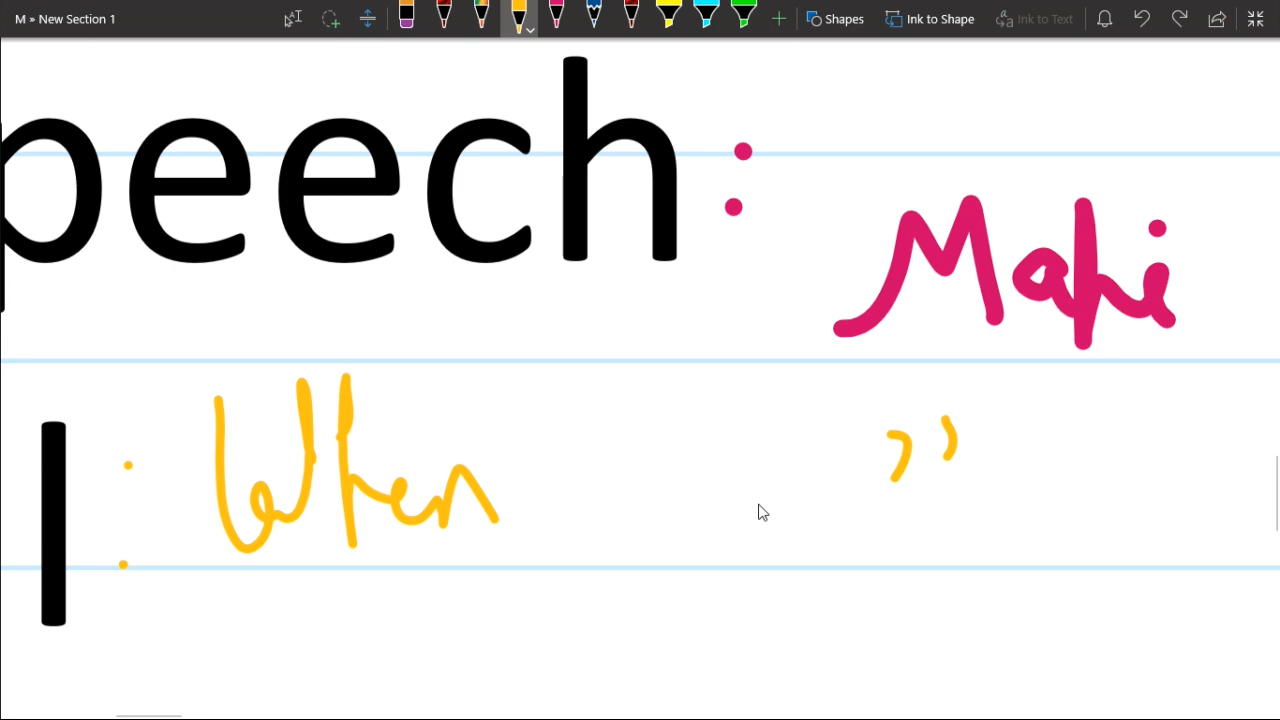 M » New Section 1 Shapes Ink to Shape Ink to Text
peech : Mahi
l : When ,,